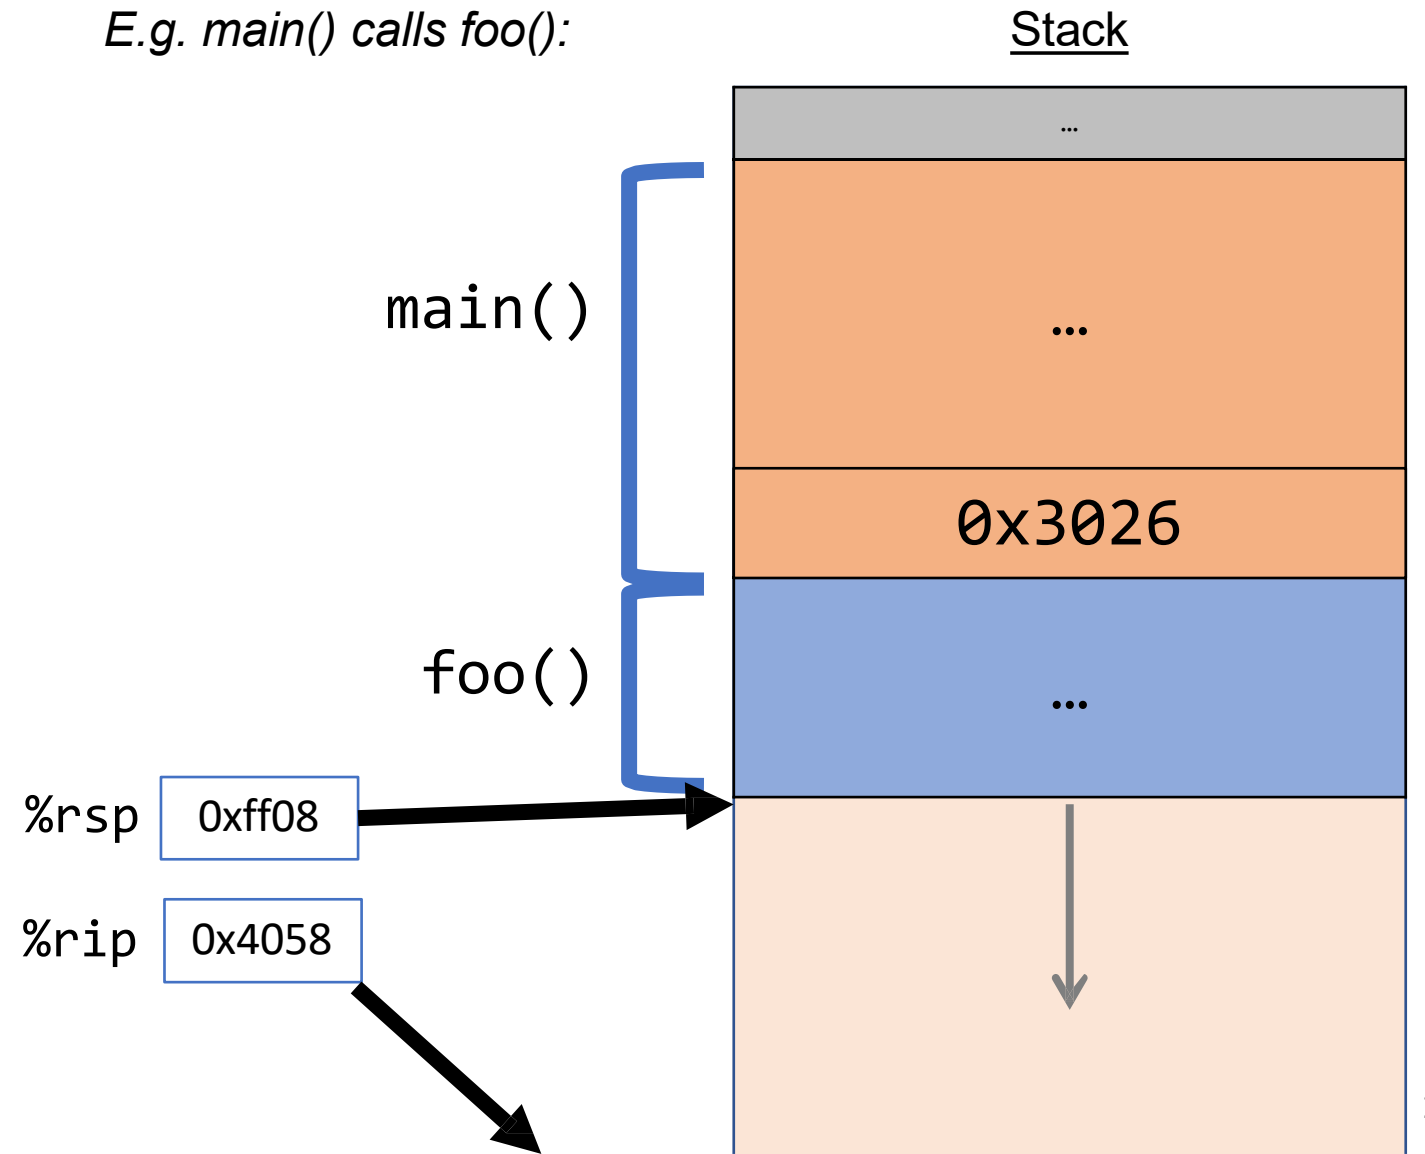 E.g. main() calls foo():
Stack
…
main()
…
0x3026
foo()
…
%rsp 0xff08
%rip 0x4058